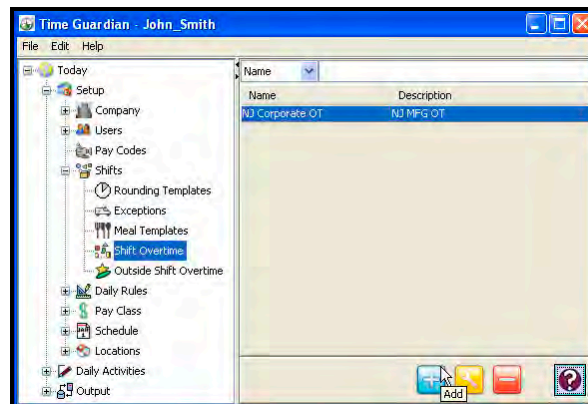 Time Guardian - John_Smith
File Edit Help
Today
Setup
Company
Users
Pay Codes
Shifts
Rounding Templates
Exceptions
Meal Templates
Shift Overtime
Outside Shift Overtime
Daily Rules
Pay Class
Schedule
Locations
Daily Activities
Output
Name
Name Description
NJ Corporate OT NJ MFG OT
Add